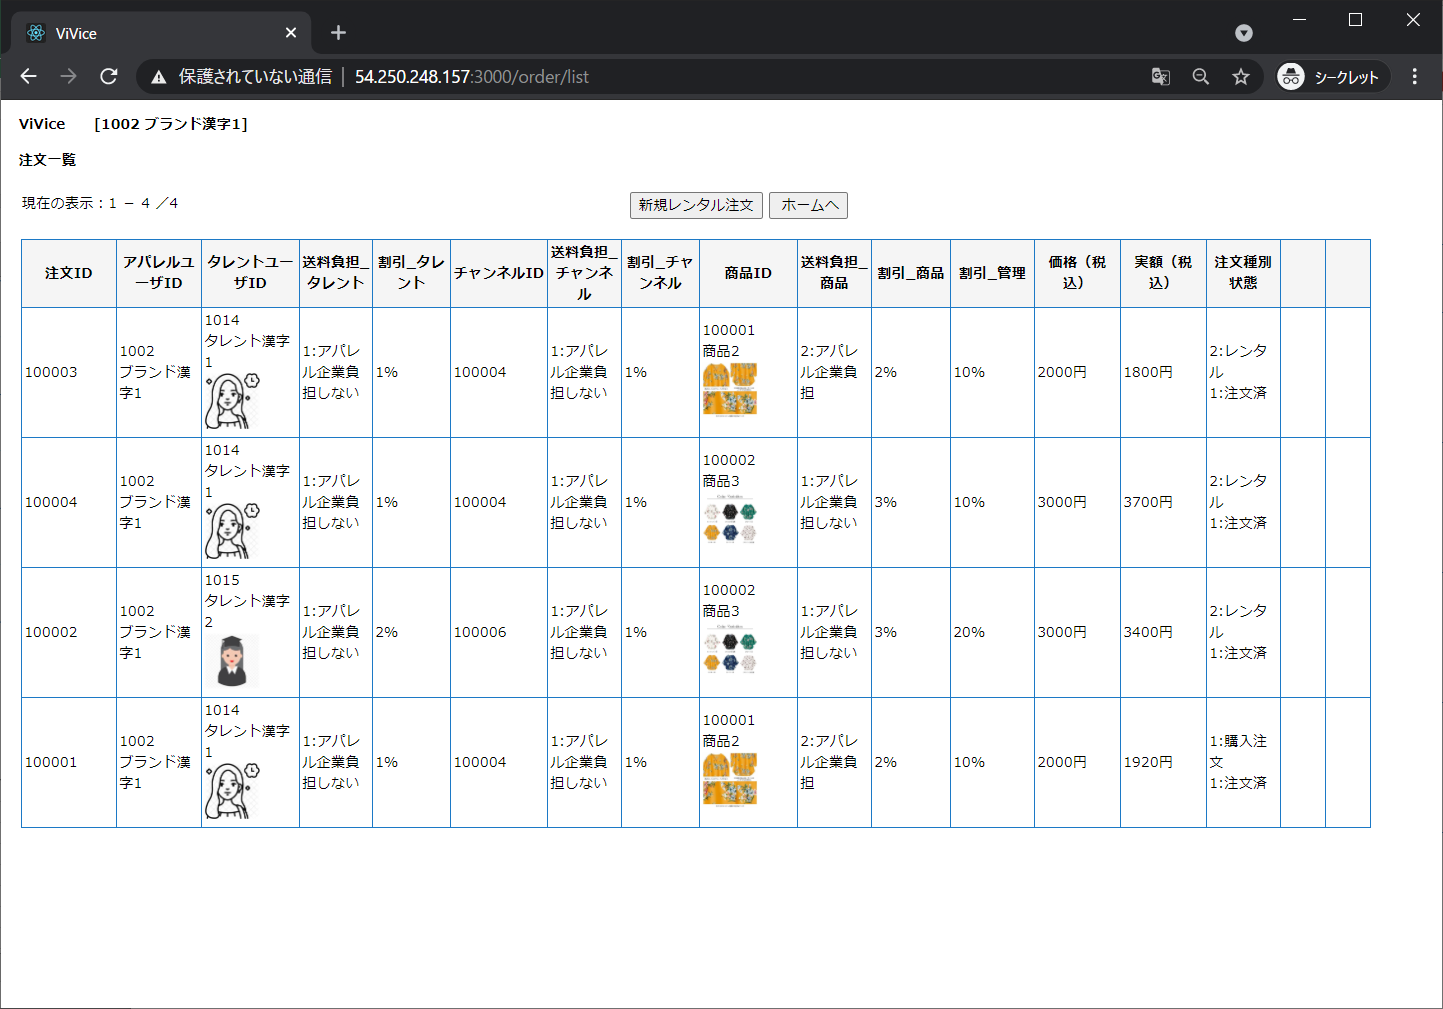 ViVice
保護されていない通信 | 54.250.248.157:3000/order/list シークレット
ViVice [1002 ブランド漢字1]
注文一覧
現在の表示：1 － 4 ／4 新規レンタル注文 ホームへ
注文ID アパレルユーザID タレントユーザID 送料負担_タレント 割引_タレント チャンネルID 送料負担_チャンネル 割引_チャンネル 商品ID 送料負担_商品 割引_商品 割引_管理 価格（税込） 実額（税込） 注文種別状態
100003 1002 ブランド漢字1 1014 タレント漢字1 1:アパレル企業負担しない 1% 100004 1:アパレル企業負担しない 1% 100001 商品2 2:アパレル企業負担 2% 10% 2000円 1800円 2:レンタル 1:注文済
100004 1002 ブランド漢字1 1014 タレント漢字1 1:アパレル企業負担しない 1% 100004 1:アパレル企業負担しない 1% 100002 商品3 1:アパレル企業負担しない 3% 10% 3000円 3700円 2:レンタル 1:注文済
100002 1002 ブランド漢字1 1015 タレント漢字2 1:アパレル企業負担しない 2% 100006 1:アパレル企業負担しない 1% 100002 商品3 1:アパレル企業負担しない 3% 20% 3000円 3400円 2:レンタル 1:注文済
100001 1002 ブランド漢字1 1014 タレント漢字1 1:アパレル企業負担しない 1% 100004 1:アパレル企業負担しない 1% 100001 商品2 2:アパレル企業負担 2% 10% 2000円 1920円 1:購入注文 1:注文済